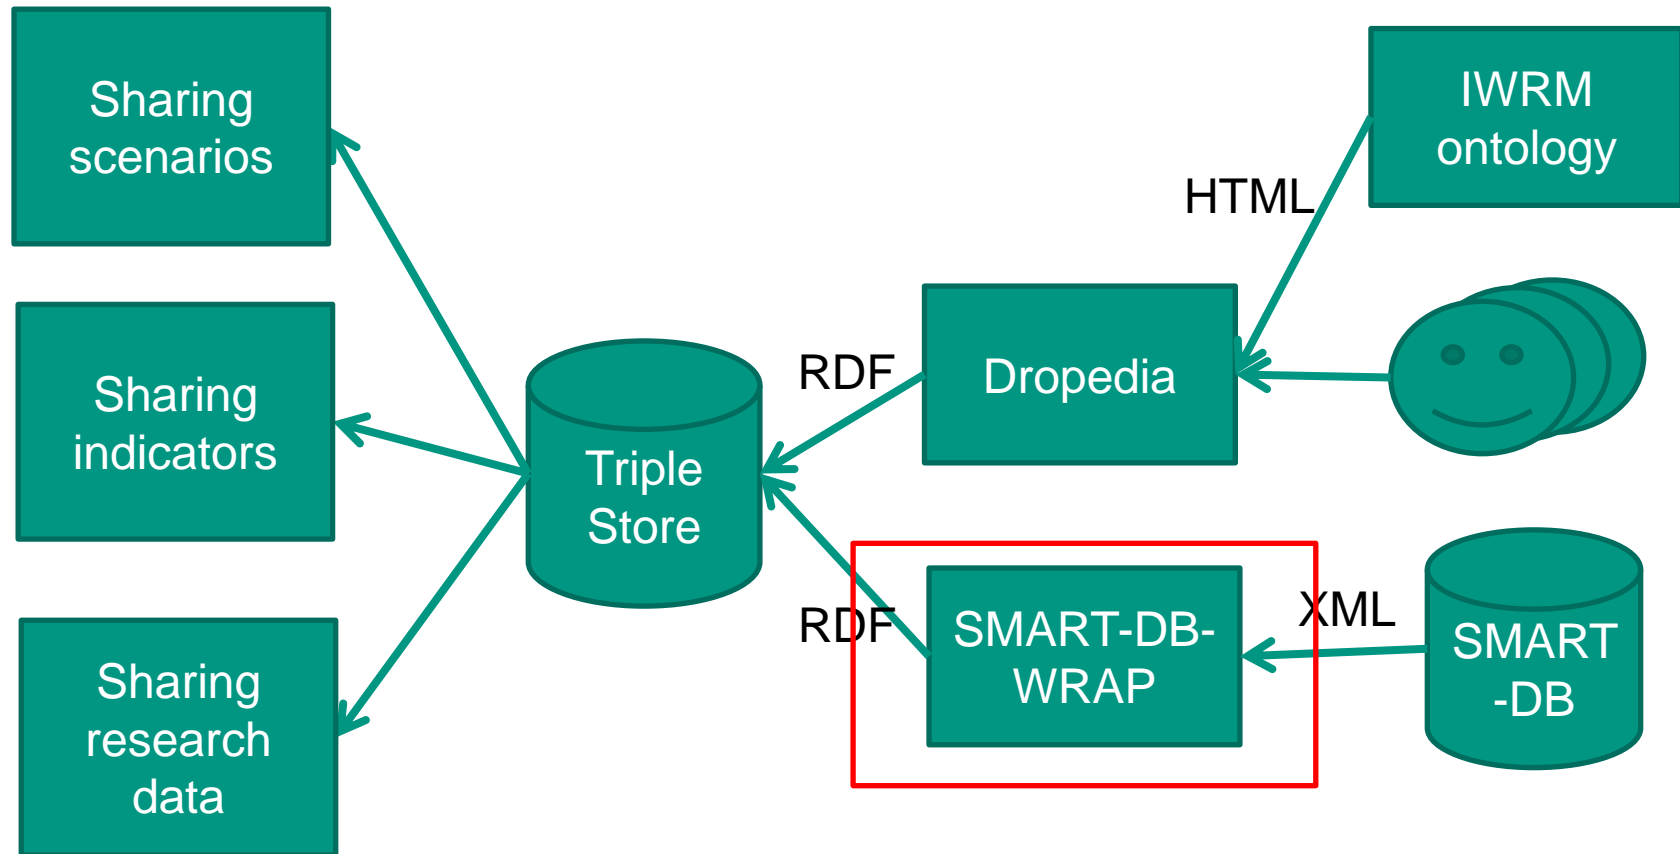 Sharing
scenarios
Sharing
indicators
Sharing
research
data
Triple
Store
RDF
RDF
Dropedia
SMART-DB-
WRAP
HTML
XML
IWRM
ontology
SMART
-DB